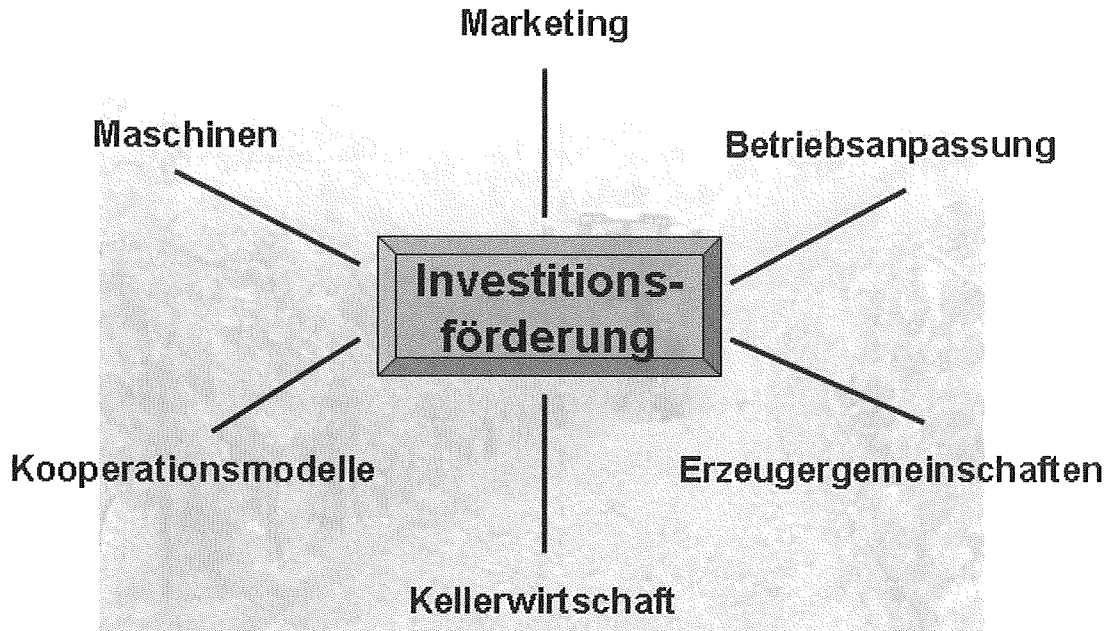 Marketing
Maschinen
Betriebsanpassung
Investitions-
förderung
Kooperationsmodelle
Erzeugergemeinschaften
Kellerwirtschaft